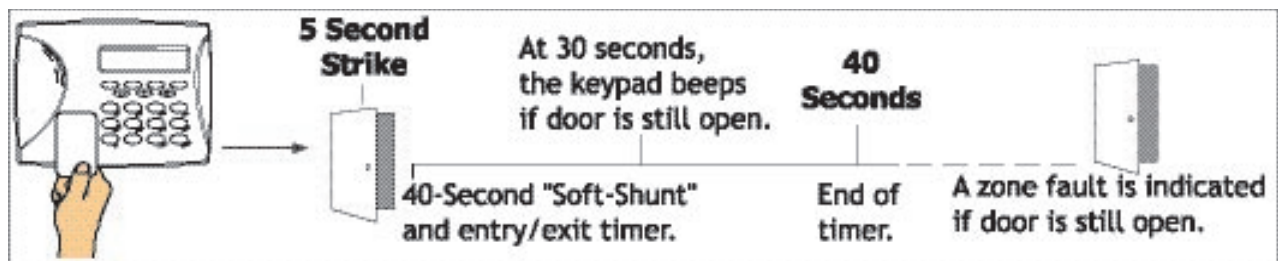 5 Second
Strike
At 30 seconds,
the keypad beeps
if door is still open.
40
Seconds
40-Second "Soft-Shunt"
and entry/exit timer.
End of
timer.
A zone fault is indicated
if door is still open.